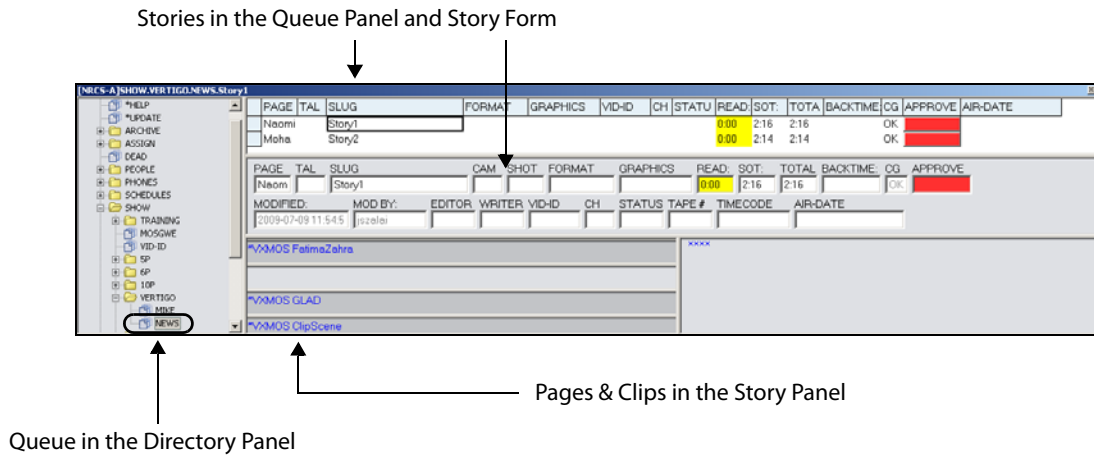 Stories in the Queue Panel and Story Form
[NRCS-A]SHOW.VERTIGO.NEWS.Story1
*HELP
*UPDATE
ARCHIVE
ASSIGN
DEAD
PEOPLE
PHONES
SCHEDULES
SHOW
TRAINING
MOSGWE
VID-ID
5P
6P
10P
VERTIGO
MIKE
NEWS
PAGE TAL SLUG FORMAT GRAPHICS VID-ID CH STATU READ: SOT: TOTA BACKTIME CG APPROVE AIR-DATE
Naomi Story1 0:00 2:16 2:16 OK
Moha Story2 0:00 2:14 2:14 OK
PAGE TAL SLUG CAM SHOT FORMAT GRAPHICS READ: SOT: TOTAL BACKTIME: CG APPROVE
Naom Story1 0:00 2:16 2:16 OK
MODIFIED: MOD BY: EDITOR WRITER VID-ID CH STATUS TAPE # TIMECODE AIR-DATE
2009-07-09 11:54:5 jszalai
*VXMOS FatimaZahra
*VXMOS GLAD
*VXMOS ClipScene
××××
Pages & Clips in the Story Panel
Queue in the Directory Panel